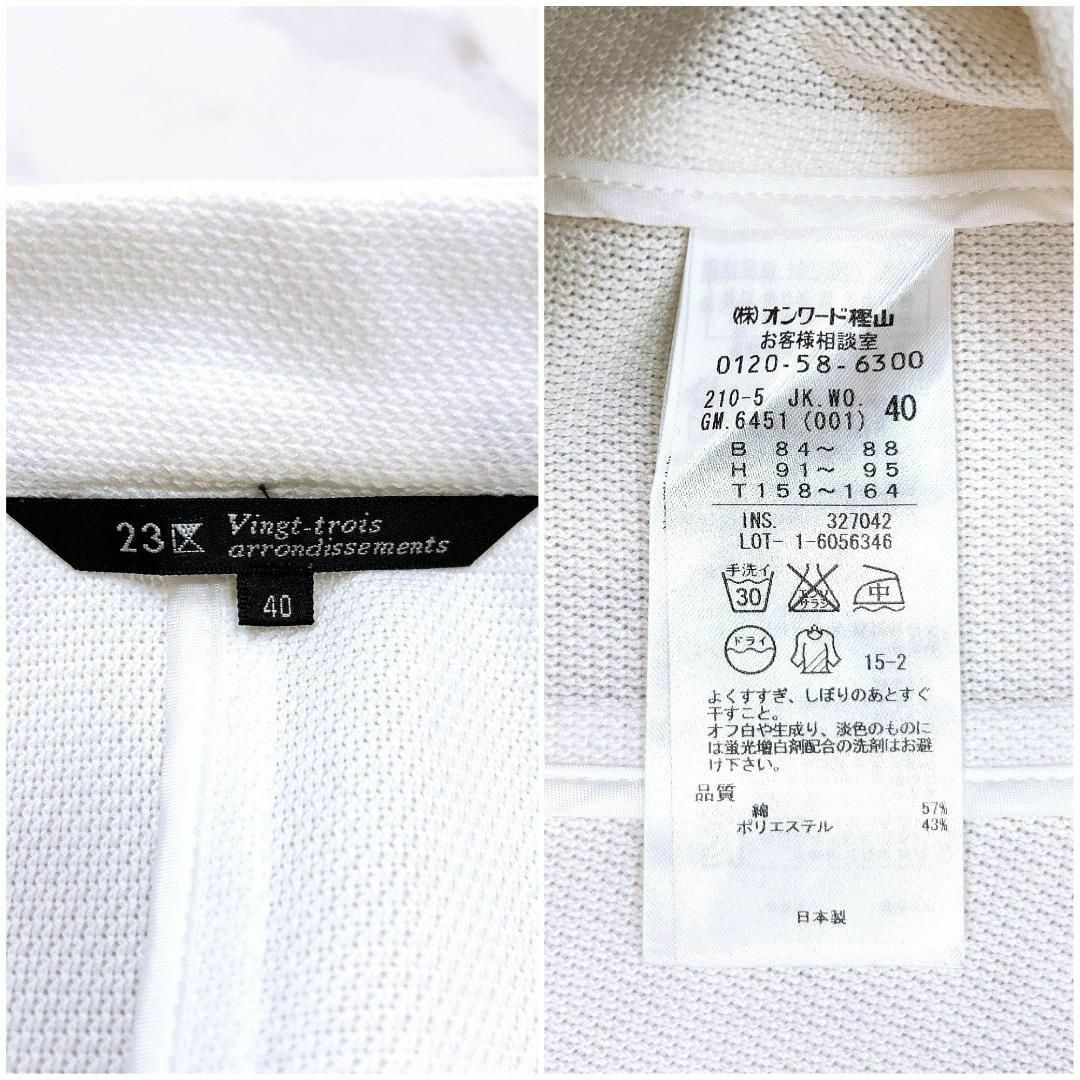 23区 Vingt-trois
arrondissements
40
(株)オンワード樫山
お客様相談室
0120-58-6300
210-5 JK.WO. 40
GM.6451 (001)
B 84～ 88
H 91～ 95
T158～164
INS. 327042
LOT- 1-6056346
手洗イ
30
エンソ
サラシ
中
ドライ
15-2
よくすすぎ、しぼりのあとすぐ
干すこと。
オフ白や生成り、淡色のものに
は蛍光増白剤配合の洗剤はお避
け下さい。
品質
綿 57%
ポリエステル 43%
日本製